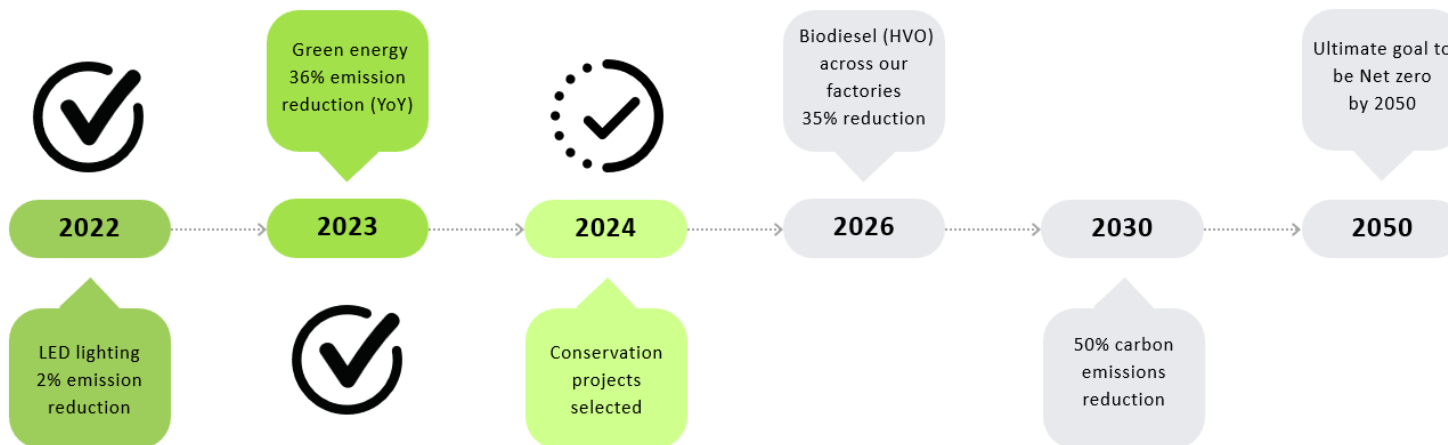 Green energy
36% emission
reduction (YoY)
Biodiesel (HVO)
across our
factories
35% reduction
Ultimate goal to
be Net zero
by 2050
2022
2023
2024
2026
2030
2050
LED lighting
2% emission
reduction
Conservation
projects
selected
50% carbon
emissions
reduction